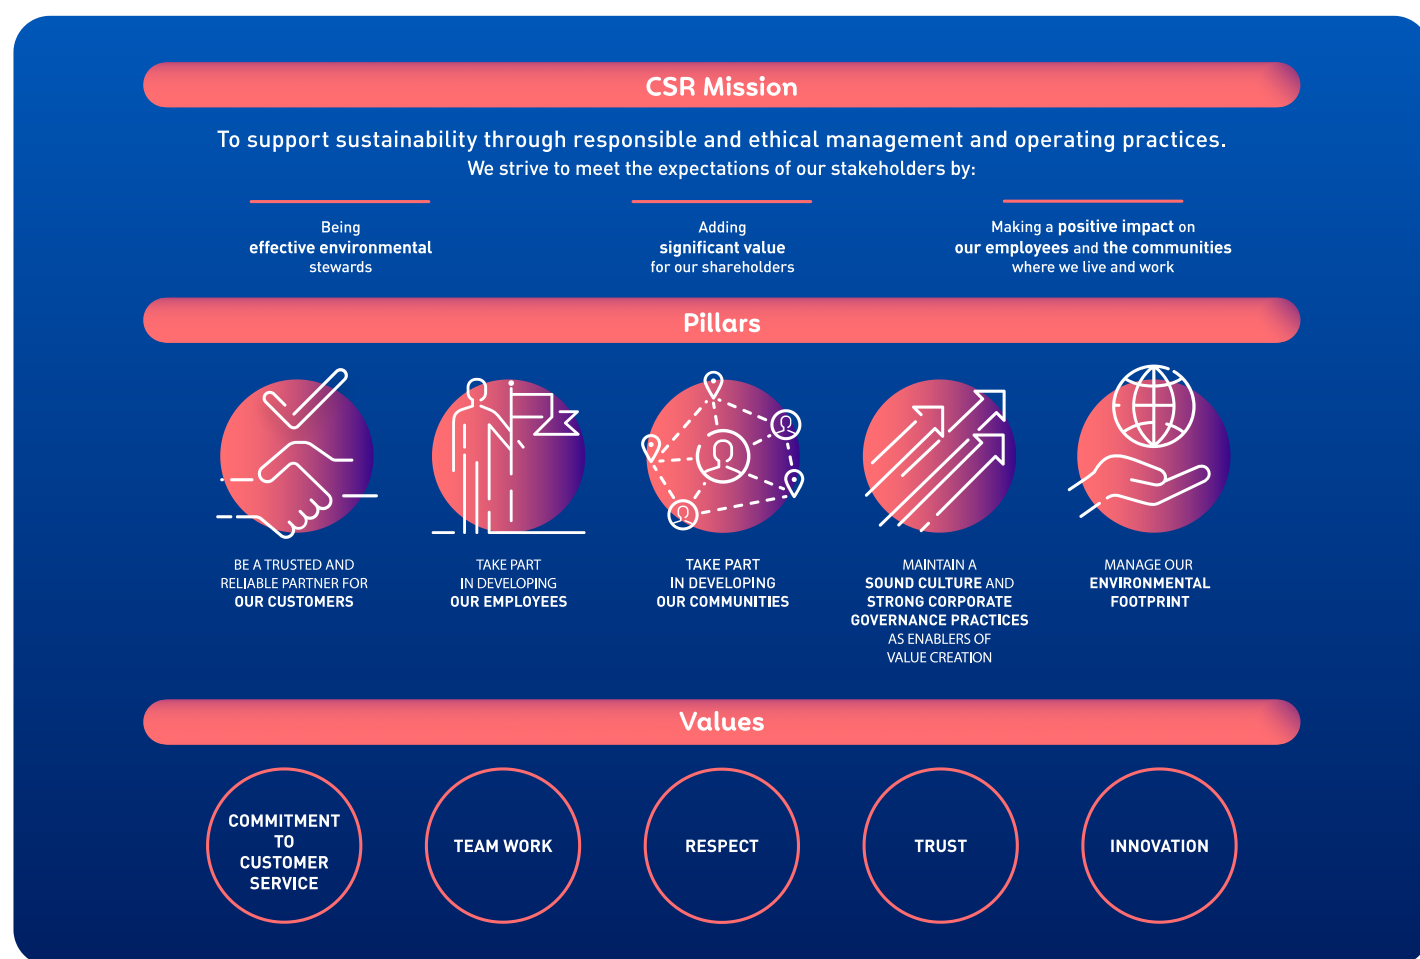 CSR Mission
To support sustainability through responsible and ethical management and operating practices.
We strive to meet the expectations of our stakeholders by:
Being
effective environmental
stewards
Adding
significant value
for our shareholders
Making a positive impact on
our employees and the communities
where we live and work
Pillars
BE A TRUSTED AND
RELIABLE PARTNER FOR
OUR CUSTOMERS
TAKE PART
IN DEVELOPING
OUR EMPLOYEES
TAKE PART
IN DEVELOPING
OUR COMMUNITIES
MAINTAIN A
SOUND CULTURE AND
STRONG CORPORATE
GOVERNANCE PRACTICES
AS ENABLERS OF
VALUE CREATION
MANAGE OUR
ENVIRONMENTAL
FOOTPRINT
Values
COMMITMENT
TO
CUSTOMER
SERVICE
TEAM WORK
RESPECT
TRUST
INNOVATION